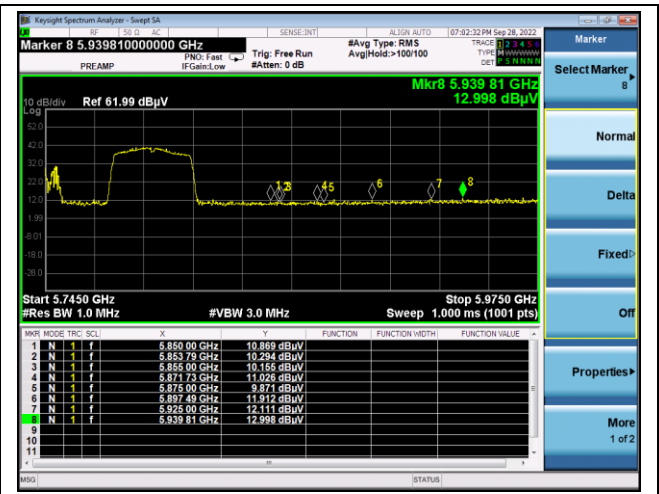 Keysight Spectrum Analyzer - Swept SA
RF 50 Ω AC SENSE:INT ALIGN AUTO 07:02:32 PM Sep 28, 2022
Marker 8 5.939810000000 GHz #Avg Type: RMS TRACE 1 2 3 4 5 6
PNO: Fast Trig: Free Run Avg|Hold:>100/100 TYPE M WWWWW
PREAMP IFGain:Low #Atten: 0 dB DET P S N N N N
Mkr8 5.939 81 GHz
10 dB/div Ref 61.99 dBµV 12.998 dBµV
Log
52.0
42.0
32.0
22.0
12.0
1.99
-8.01
-18.0
-28.0
1 2 3 4 5 6 7 8
Start 5.7450 GHz Stop 5.9750 GHz
#Res BW 1.0 MHz #VBW 3.0 MHz Sweep 1.000 ms (1001 pts)
MKR MODE TRC SCL X Y FUNCTION FUNCTION WIDTH FUNCTION VALUE
1 N 1 f 5.850 00 GHz 10.869 dBµV
2 N 1 f 5.853 79 GHz 10.294 dBµV
3 N 1 f 5.855 00 GHz 10.155 dBµV
4 N 1 f 5.871 73 GHz 11.026 dBµV
5 N 1 f 5.875 00 GHz 9.871 dBµV
6 N 1 f 5.897 49 GHz 11.912 dBµV
7 N 1 f 5.925 00 GHz 12.111 dBµV
8 N 1 f 5.939 81 GHz 12.998 dBµV
9
10
11
MSG STATUS
Marker
Select Marker
8
Normal
Delta
Fixed
Off
Properties
More
1 of 2